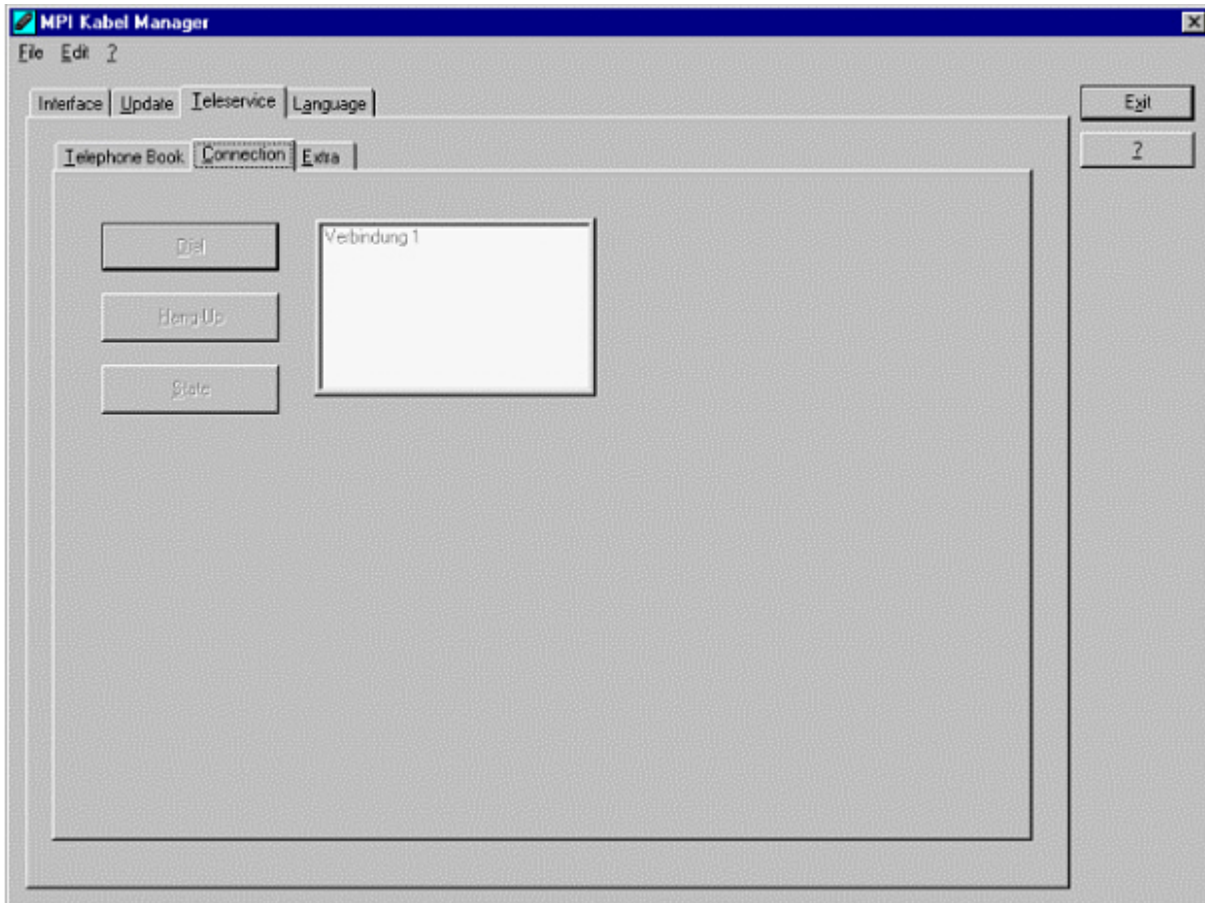 MPI Kabel Manager
File Edit ?
Interface Update Teleservice Language
Exit
?
Telephone Book Connection Extra
Dial
Verbindung 1
Hang-Up
State